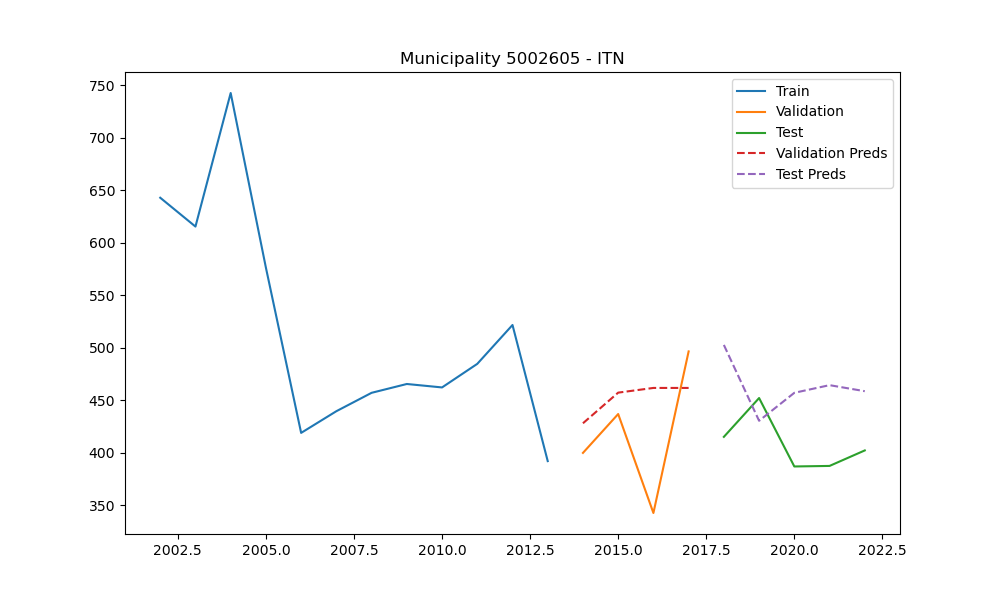 Municipality 5002605 - ITN
750
700
650
600
550
500
450
400
350
Train
Validation
Test
Validation Preds
Test Preds
2002.5 2005.0 2007.5 2010.0 2012.5 2015.0 2017.5 2020.0 2022.5